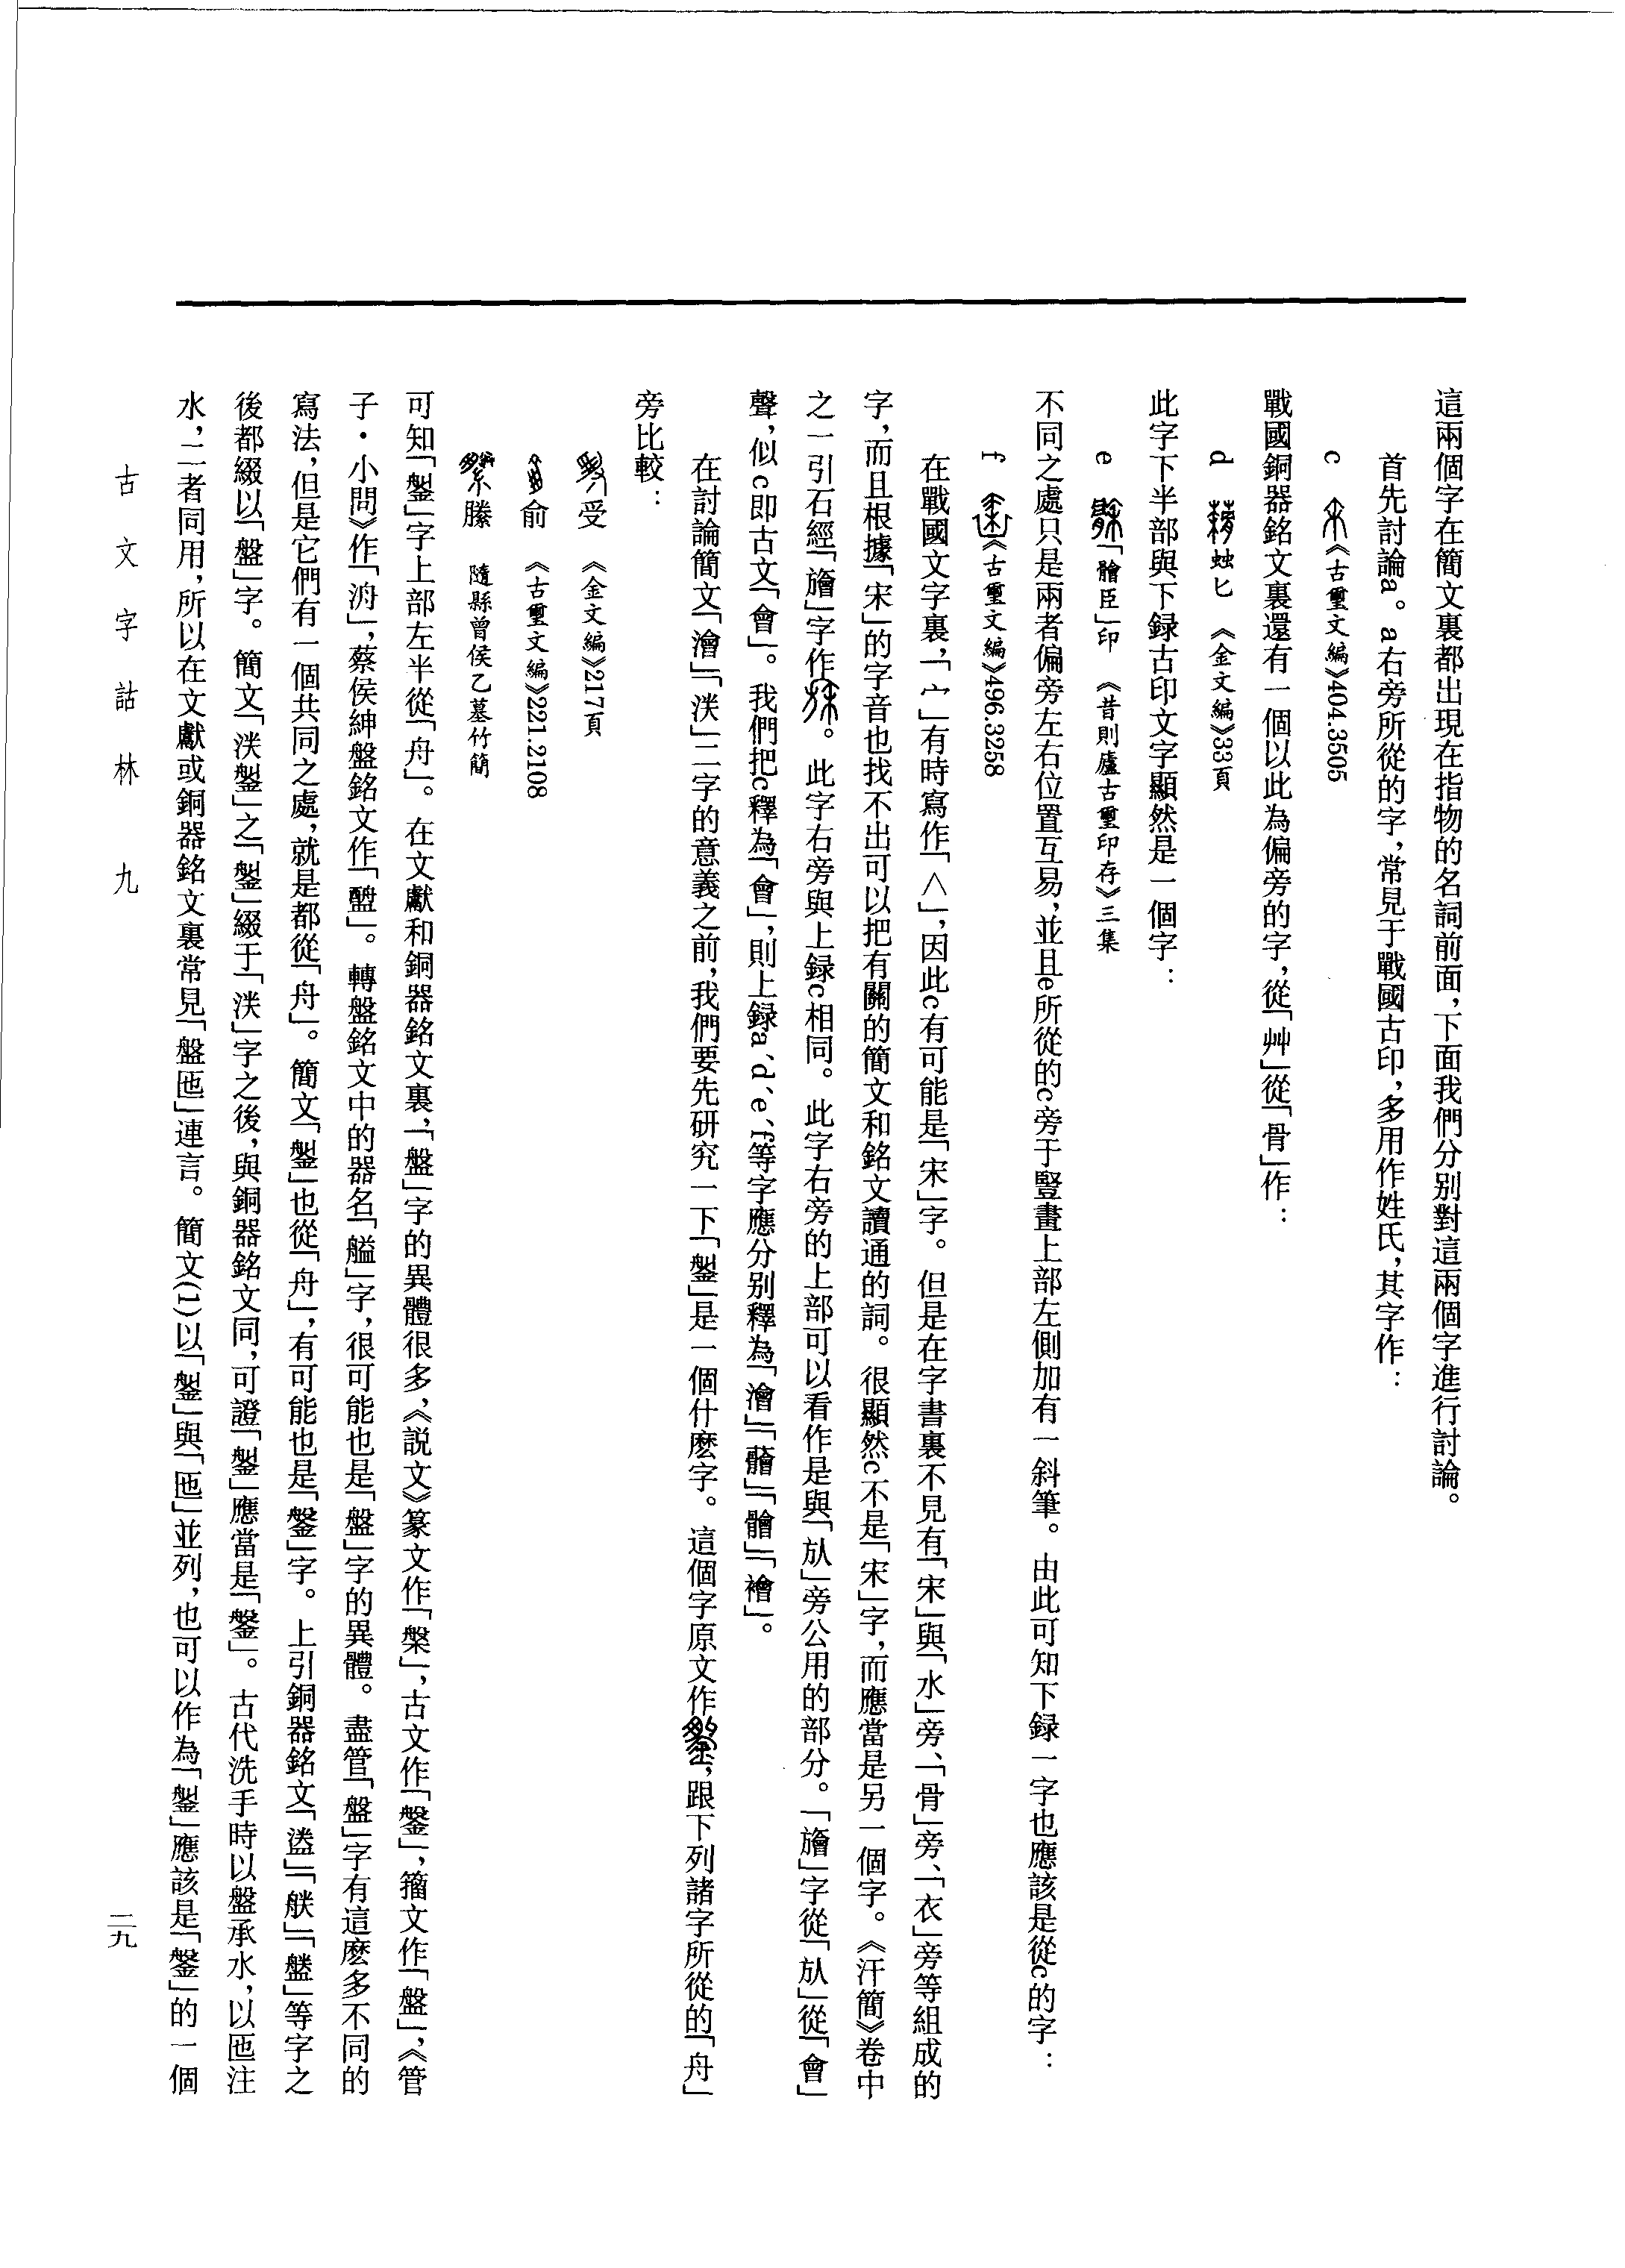 這兩個字在簡文裏都出現在指物的名詞前面，下面我們分别對這兩個字進行討論。
首先討論a。a右旁所從的字，常見于戰國古印，多用作姓氏，其字作：
c 《古璽文編》404.3505
戰國銅器銘文裏還有一個以此為偏旁的字，從「艸」從「骨」作：
d 蚀匕 《金文編》33頁
此字下半部與下録古印文字顯然是一個字：
e 「膾臣」印 《昔則廬古璽印存》三集
不同之處只是兩者偏旁左右位置互易，並且e所從的c旁于豎畫上部左側加有一斜筆。由此可知下録一字也應該是從c的字：
f 《古璽文編》496.3258
在戰國文字裏，「宀」有時寫作「∧」，因此c有可能是「宋」字。但是在字書裏不見有「宋」與「水」旁、「骨」旁、「衣」旁等組成的
字，而且根據「宋」的字音也找不出可以把有關的簡文和銘文讀通的詞。很顯然c不是「宋」字，而應當是另一個字。《汗簡》卷中
之一引石經「旝」字作。此字右旁與上録c相同。此字右旁的上部可以看作是與「㫃」旁公用的部分。「旝」字從「㫃」從「會」
聲，似c即古文「會」。我們把c釋為「會」，則上録a、d、e、f等字應分别釋為「澮」「䯤」「襘」。
在討論簡文「澮」「浂」二字的意義之前，我們要先研究一下「鎜」是一個什麽字。這個字原文作，跟下列諸字所從的「舟」
旁比較：
受 《金文編》217頁
俞 《古璽文編》221.2108
縢 隨縣曾侯乙墓竹簡
可知「」字上部左半從「舟」。在文獻和銅器銘文裏，「盤」字的異體很多，《説文》篆文作「槃」，古文作「鎜」，籀文作「盤」，《管
子·小問》作「洀」，蔡侯紳盤銘文作「」。轉盤銘文中的器名「艗」字，很可能也是「盤」字的異體。盡管「盤」字有這麽多不同的
寫法，但是它們有一個共同之處，就是都從「舟」。簡文「」也從「舟」，有可能也是「鎜」字。上引銅器銘文「」「」「」等字之
後都綴以「盤」字。簡文「」之「」綴于「」字之後，與銅器銘文同，可證「」應當是「鎜」。古代洗手時以盤承水，以匜注
水，二者同用，所以在文獻或銅器銘文裏常見「盤匜」連言。簡文(1)以「」與「匜」並列，也可以作為「」應該是「鎜」的一個
古文字詁林 九
二九